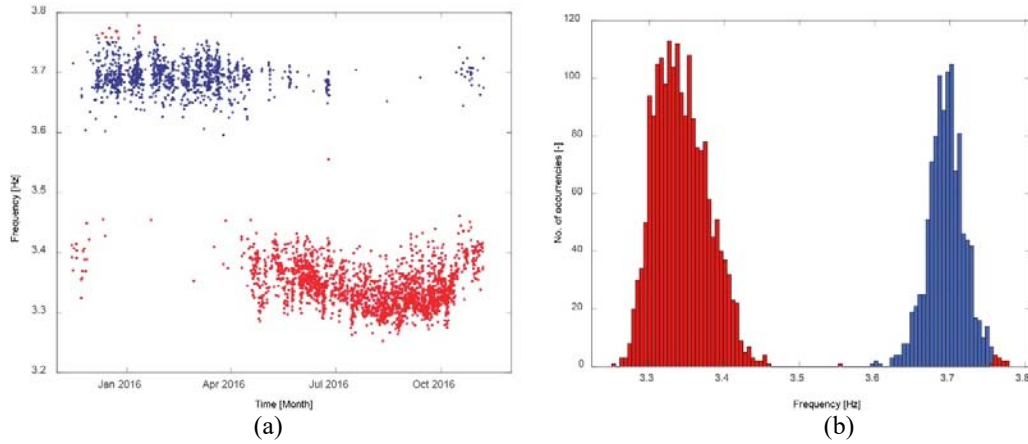 3.8
3.7
3.6
3.5
3.4
3.3
3.2
Frequency [Hz]
Jan 2016 Apr 2016 Jul 2016 Oct 2016
Time [Month]
(a)
120
100
80
60
40
20
0
No. of occurrencies [-]
3.3 3.4 3.5 3.6 3.7 3.8
Frequency [Hz]
(b)